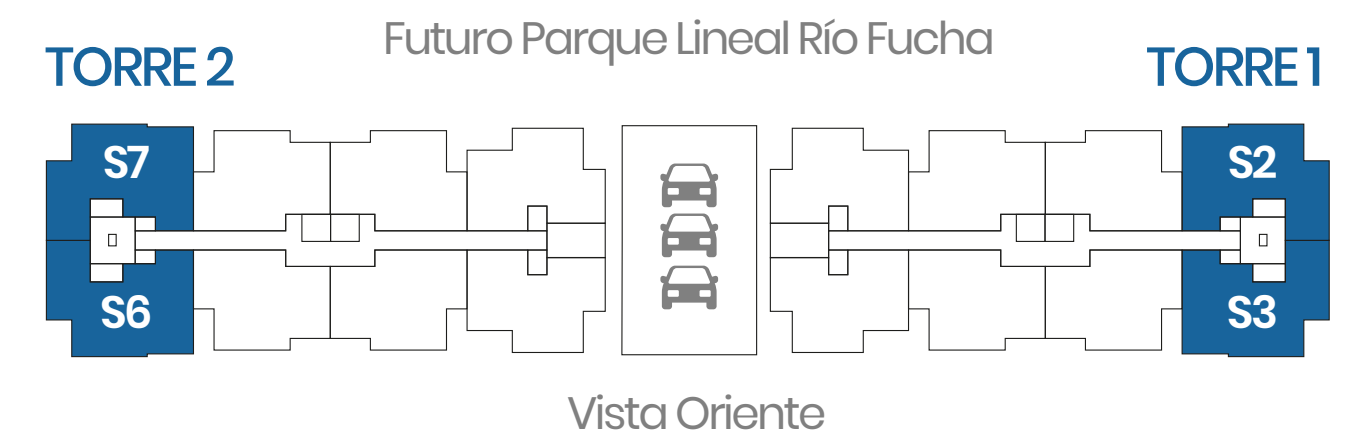 Futuro Parque Lineal Río Fucha
TORRE 2
TORRE 1
S7
S2
S6
S3
Vista Oriente